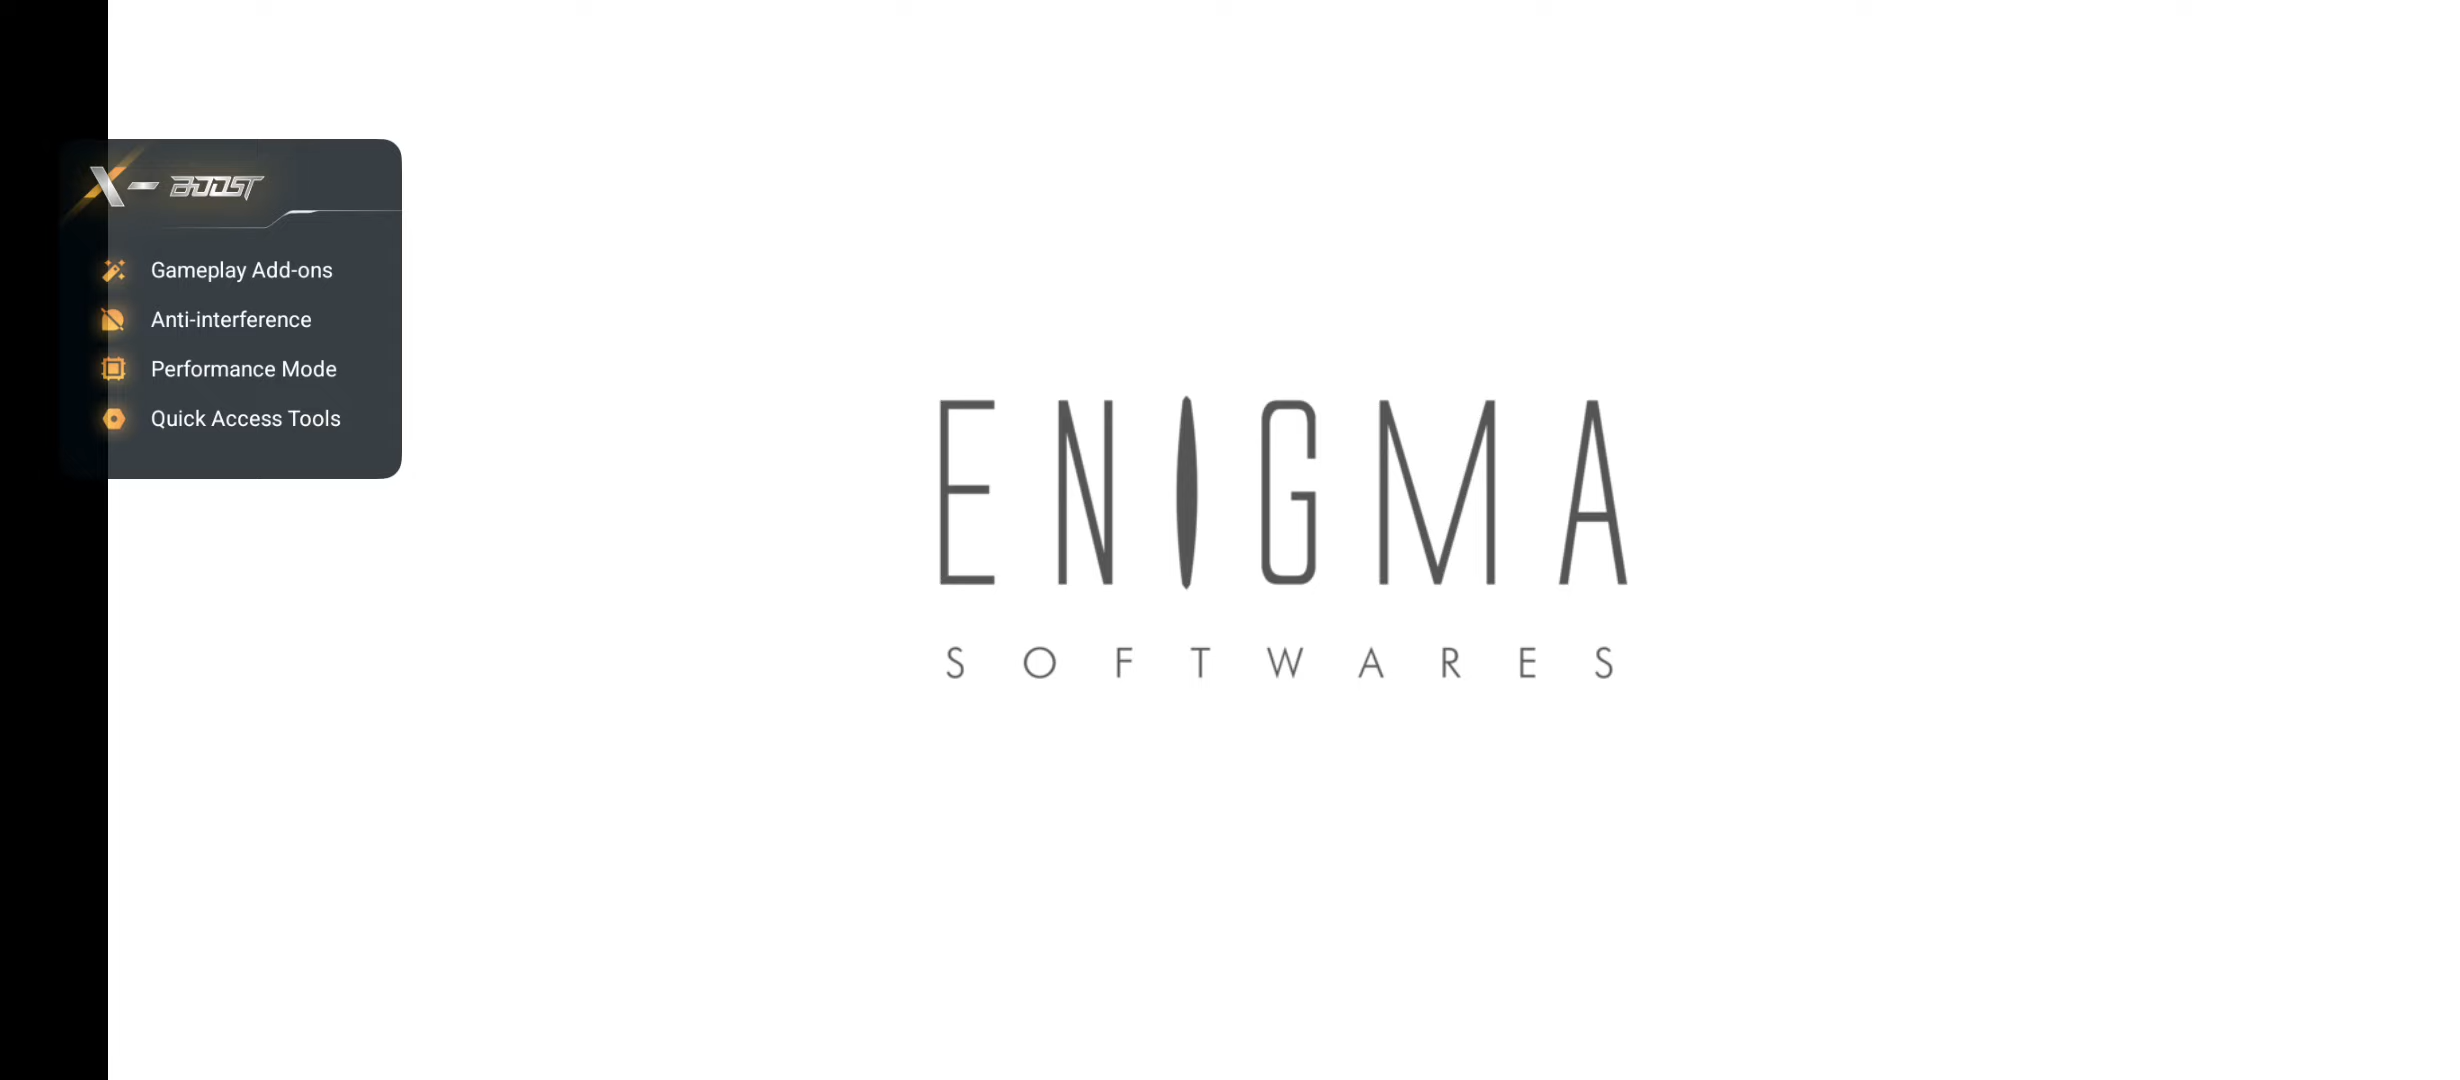 X-BOOST
Gameplay Add-ons
Anti-interference
Performance Mode
Quick Access Tools
ENIGMA
SOFTWARES